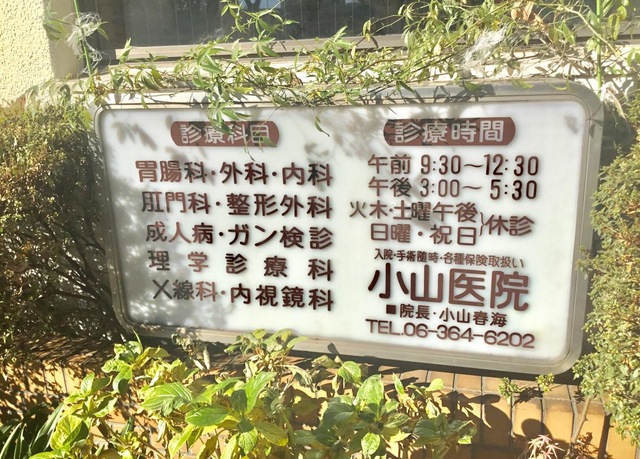 診療科目
胃腸科・外科・内科
肛門科・整形外科
成人病・ガン検診
理学診療科
X線科・内視鏡科
診療時間
午前 9:30〜12:30
午後 3:00〜 5:30
火木・土曜午後
日曜・祝日}休診
入院・手術随時・各種保険取扱い
小山医院
■院長・小山春海
TEL.06-364-6202